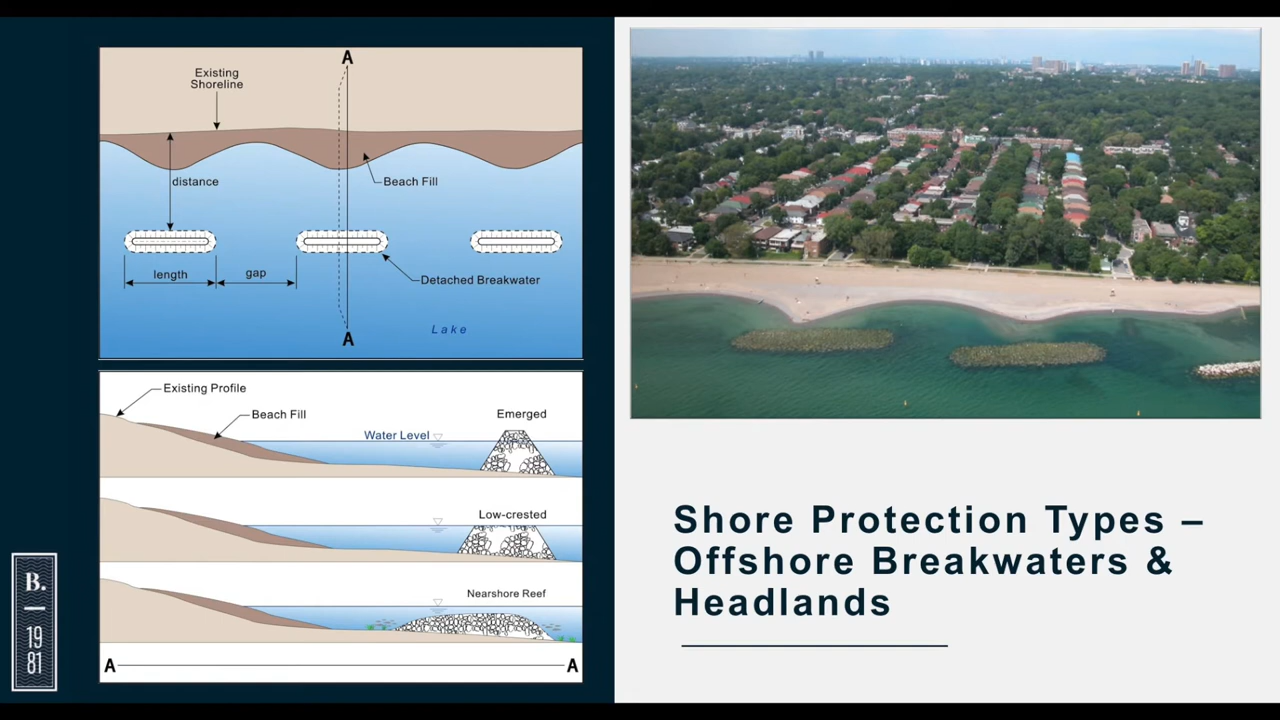 A
Existing
Shoreline
distance
Beach Fill
length
gap
Detached Breakwater
Lake
A
Existing Profile
Beach Fill
Emerged
Water Level
Low-crested
Nearshore Reef
A
A
B.
19
81
Shore Protection Types –
Offshore Breakwaters &
Headlands